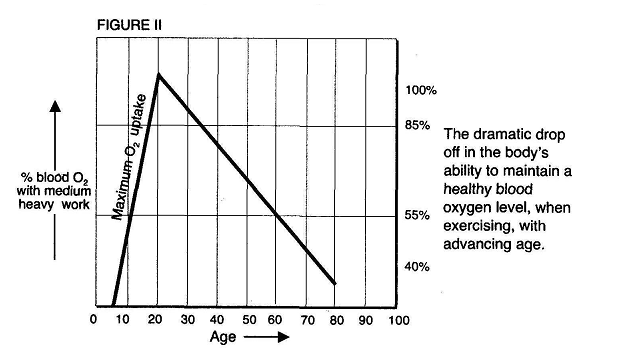 FIGURE II
100%
85%
55%
40%
Maximum O₂ uptake
% blood O₂
with medium
heavy work
The dramatic drop
off in the body's
ability to maintain a
healthy blood
oxygen level, when
exercising, with
advancing age.
0 10 20 30 40 50 60 70 80 90 100
Age